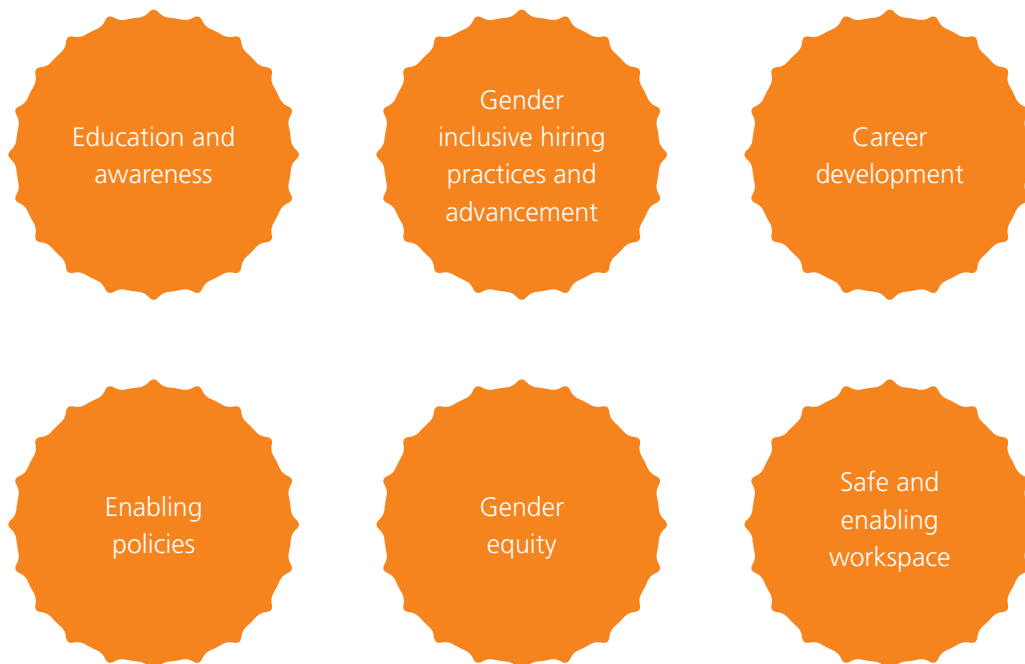 Education and
awareness
Gender
inclusive hiring
practices and
advancement
Career
development
Enabling
policies
Gender
equity
Safe and
enabling
workspace